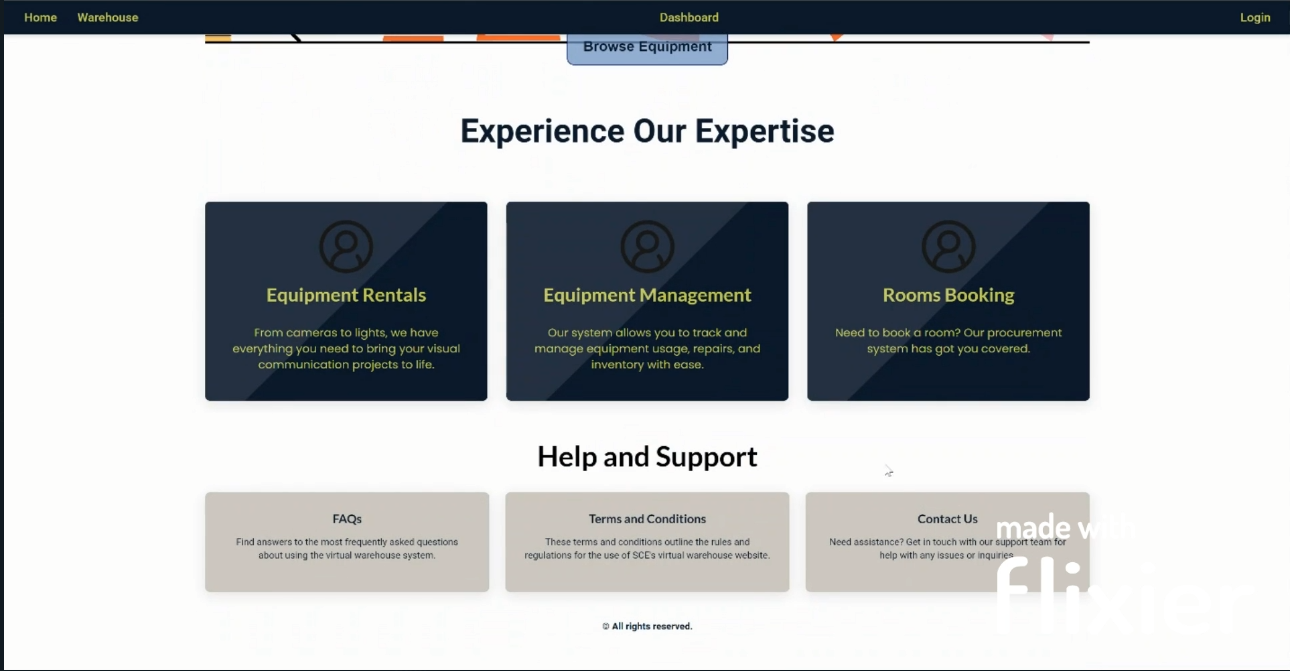 Home Warehouse Dashboard Login
Browse Equipment
Experience Our Expertise
Equipment Rentals
From cameras to lights, we have
everything you need to bring your visual
communication projects to life.
Equipment Management
Our system allows you to track and
manage equipment usage, repairs, and
inventory with ease.
Rooms Booking
Need to book a room? Our procurement
system has got you covered.
Help and Support
FAQs
Find answers to the most frequently asked questions
about using the virtual warehouse system.
Terms and Conditions
These terms and conditions outline the rules and
regulations for the use of SCE's virtual warehouse website.
Contact Us
Need assistance? Get in touch with our support team for
help with any issues or inquiries.
made with
flixier
© All rights reserved.